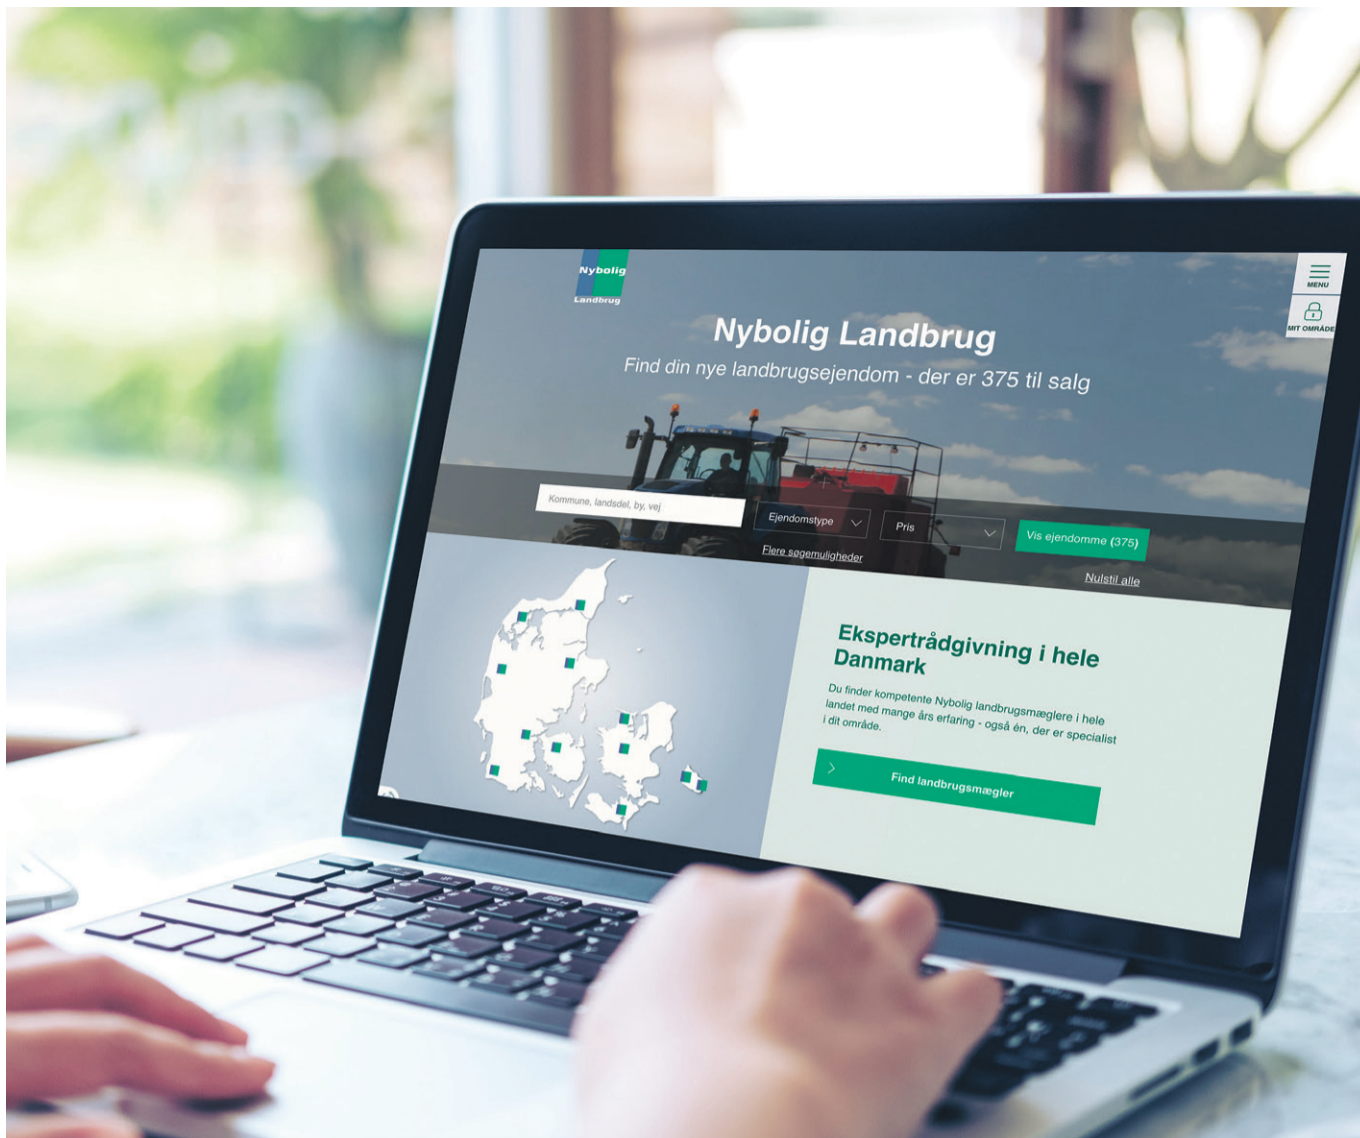 Nybolig
Landbrug
MENU
MIT OMRÅDE
Nybolig Landbrug
Find din nye landbrugsejendom - der er 375 til salg
Kommune, landsdel, by, vej
Ejendomstype
Pris
Vis ejendomme (375)
Flere søgemuligheder
Nulstil alle
Ekspertrådgivning i hele
Danmark
Du finder kompetente Nybolig landbrugsmæglere i hele
landet med mange års erfaring - også én, der er specialist
i dit område.
Find landbrugsmægler